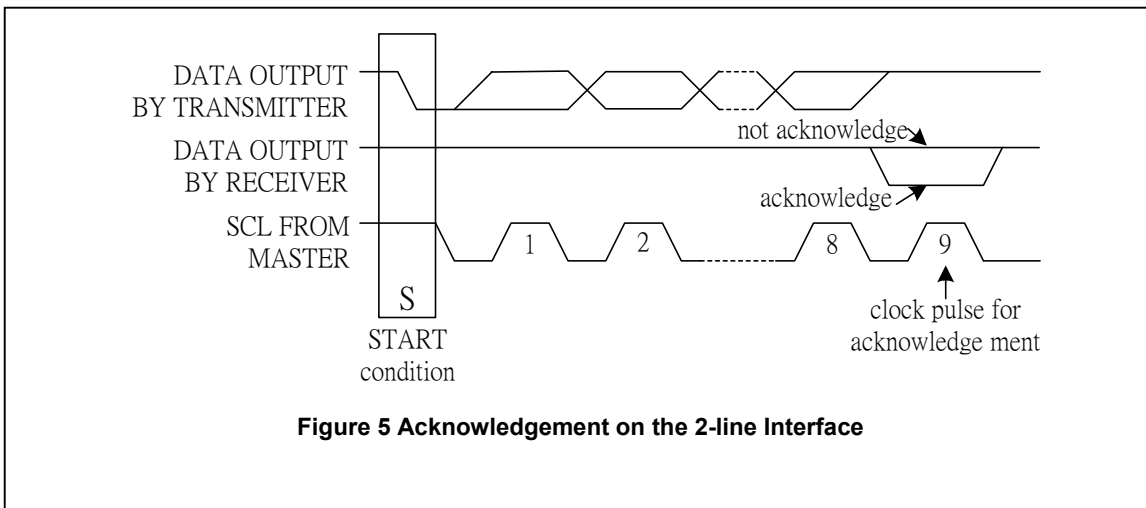 DATA OUTPUT
BY TRANSMITTER
not acknowledge
DATA OUTPUT
BY RECEIVER
acknowledge
SCL FROM
MASTER
1
2
8
9
S
START
condition
clock pulse for
acknowledge ment
Figure 5 Acknowledgement on the 2-line Interface